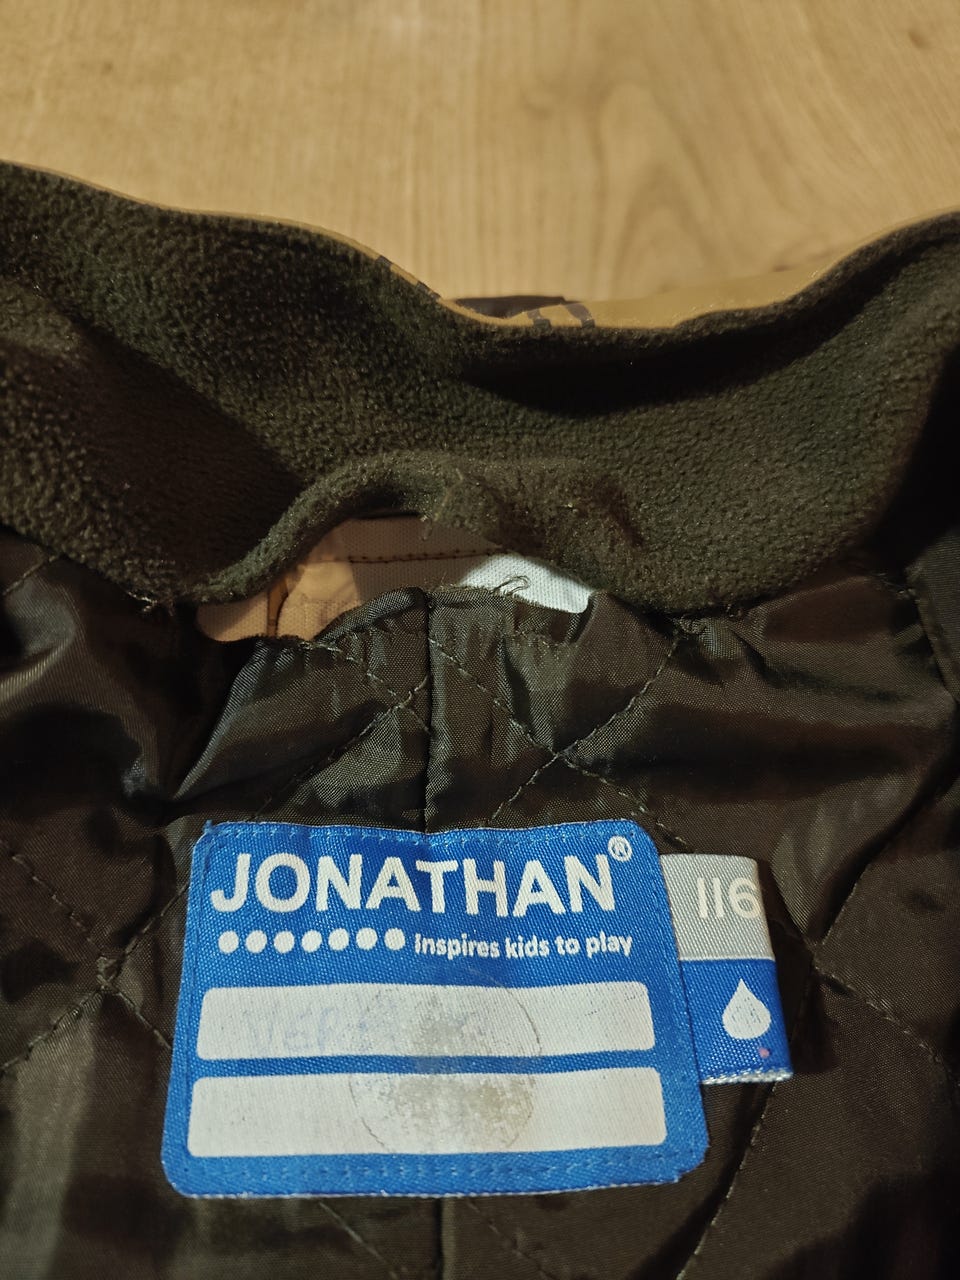 JONATHAN®
Inspires kids to play
116